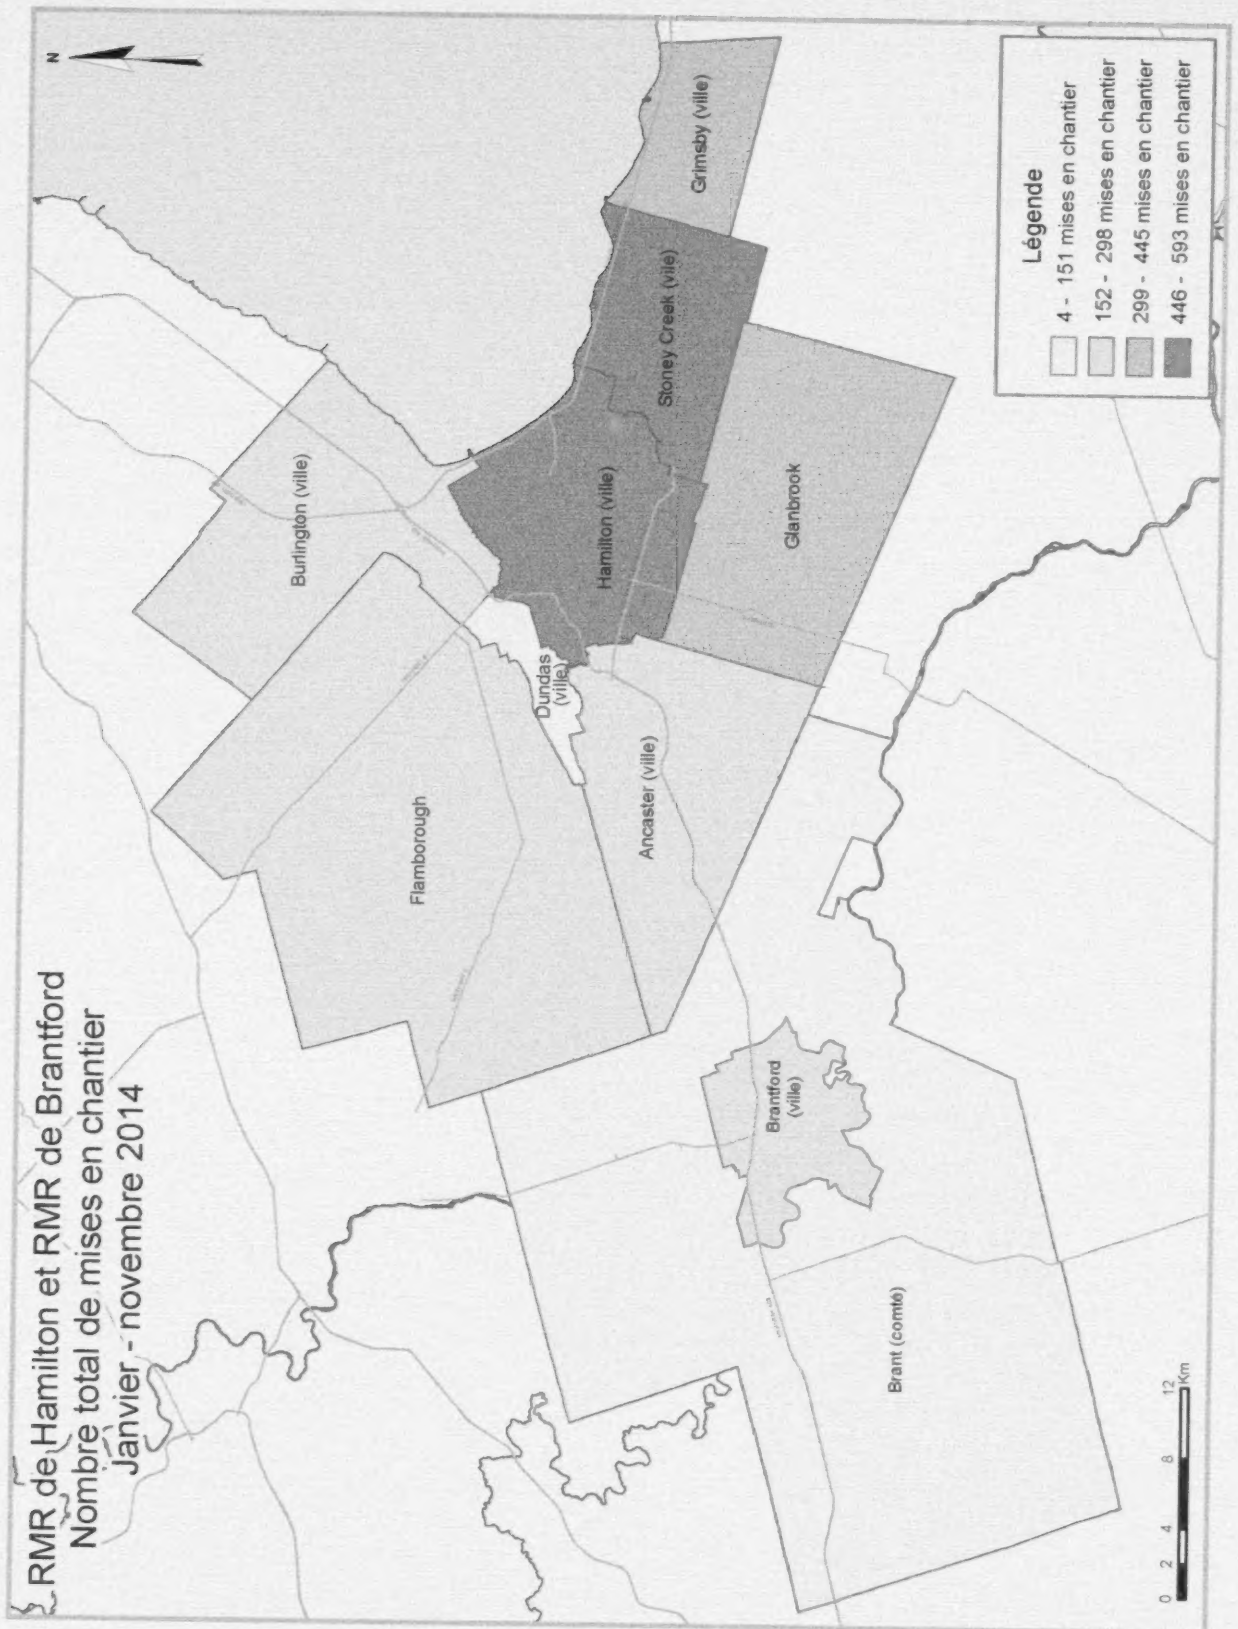 RMR de Hamilton et RMR de Brantford
Nombre total de mises en chantier
Janvier - novembre 2014
N
Burlington (ville)
Flamborough
Dundas
(ville)
Hamilton (ville)
Stoney Creek (ville)
Grimsby (ville)
Ancaster (ville)
Glanbrook
Brantford
(ville)
Brant (comté)
Légende
4 - 151 mises en chantier
152 - 298 mises en chantier
299 - 445 mises en chantier
446 - 593 mises en chantier
0 2 4 8 12
Km